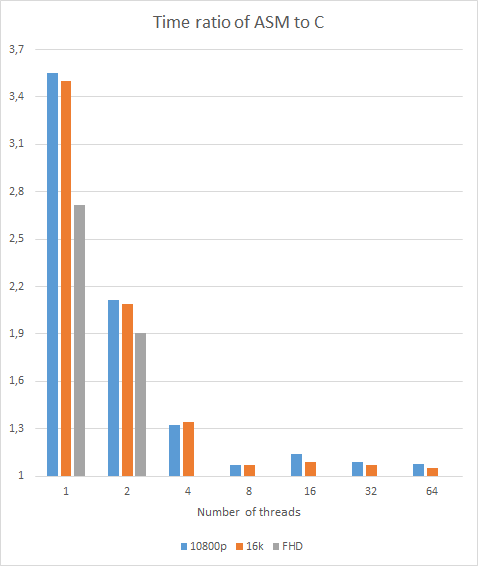 Time ratio of ASM to C
3,7
3,4
3,1
2,8
2,5
2,2
1,9
1,6
1,3
1
1 2 4 8 16 32 64
Number of threads
10800p 16k FHD